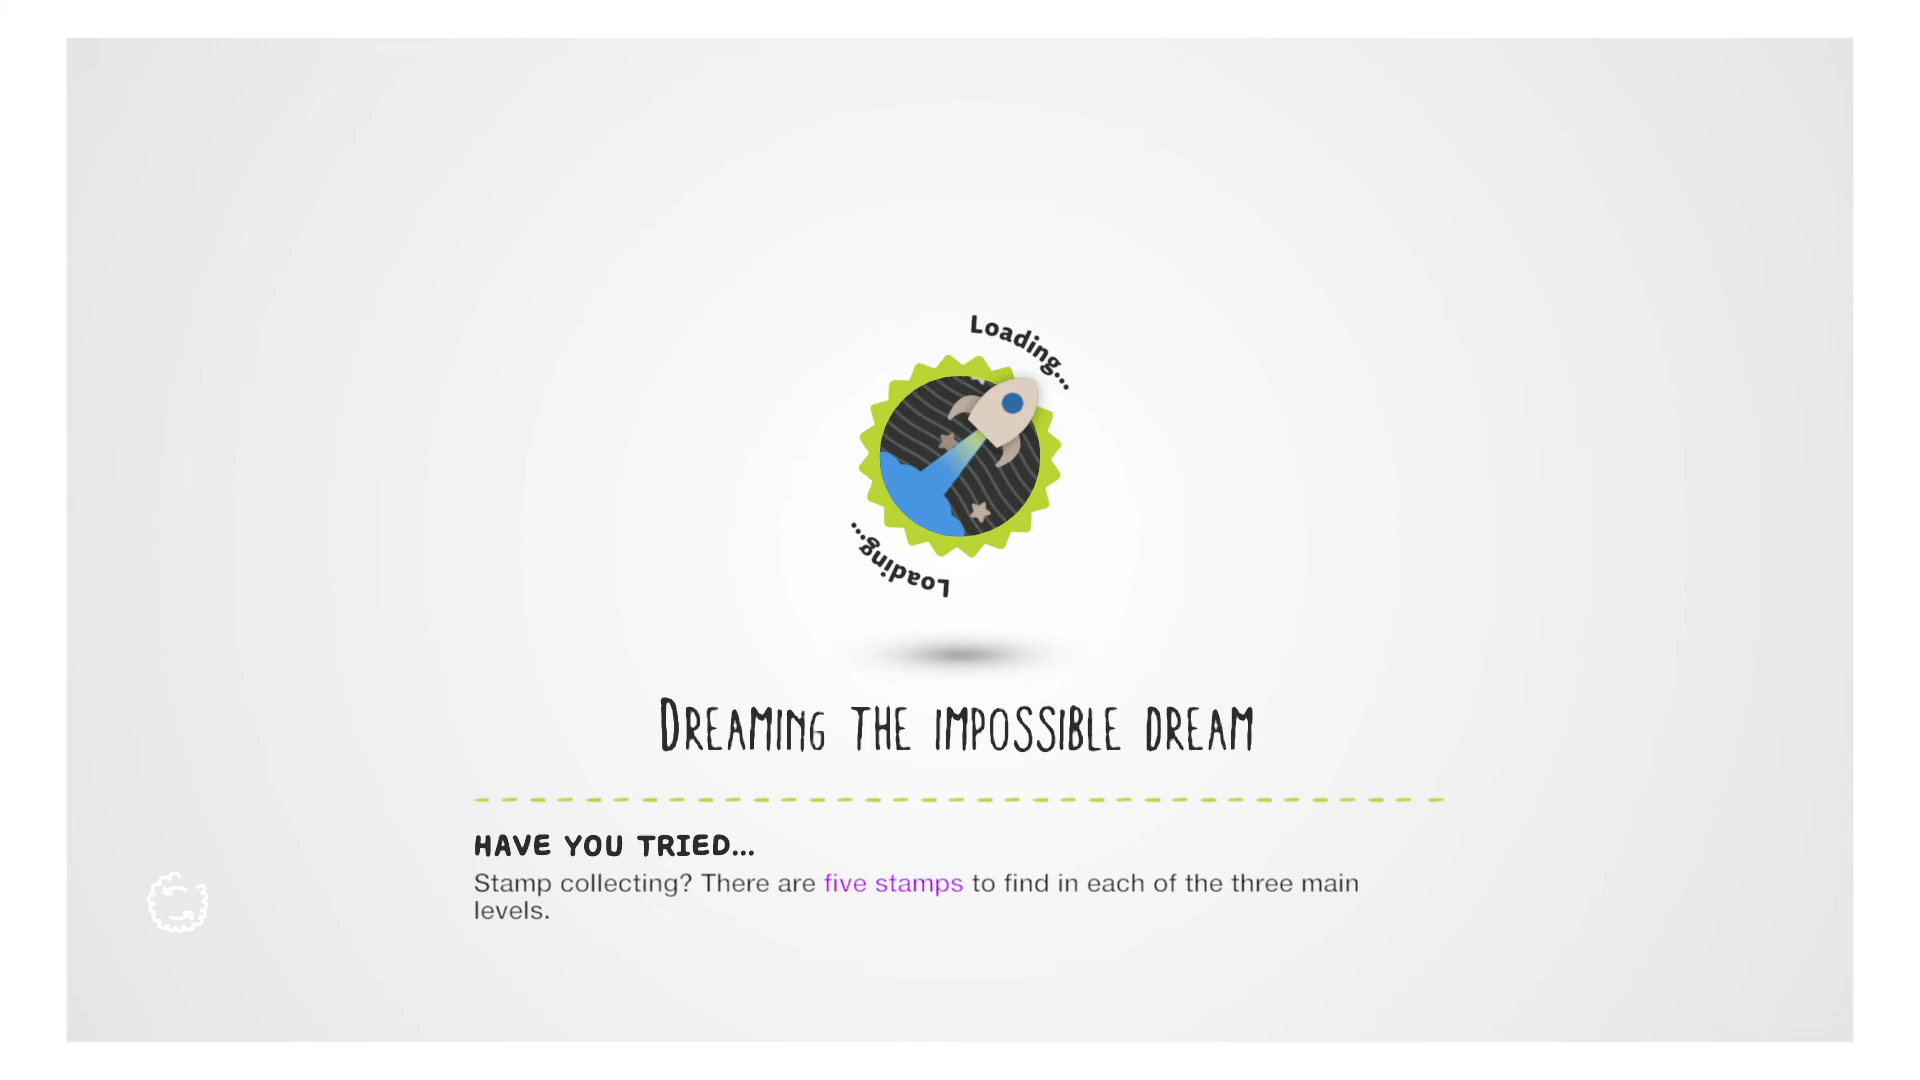 Loading...
Loading...
DREAMING THE IMPOSSIBLE DREAM
HAVE YOU TRIED...
Stamp collecting? There are five stamps to find in each of the three main
levels.